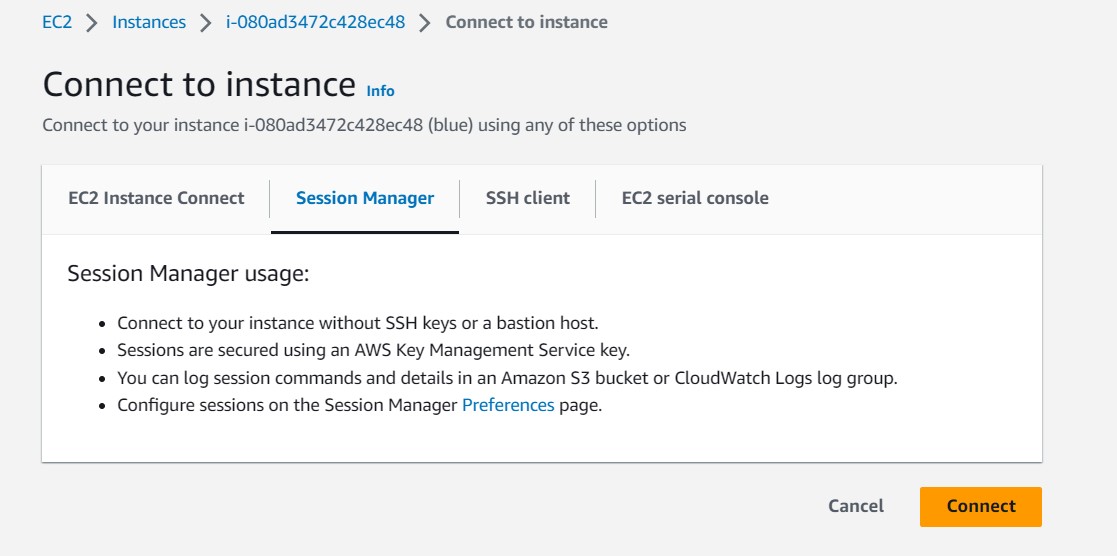 EC2 > Instances > i-080ad3472c428ec48 > Connect to instance
Connect to instance Info
Connect to your instance i-080ad3472c428ec48 (blue) using any of these options
EC2 Instance Connect Session Manager SSH client EC2 serial console
Session Manager usage:
• Connect to your instance without SSH keys or a bastion host.
• Sessions are secured using an AWS Key Management Service key.
• You can log session commands and details in an Amazon S3 bucket or CloudWatch Logs log group.
• Configure sessions on the Session Manager Preferences page.
Cancel Connect